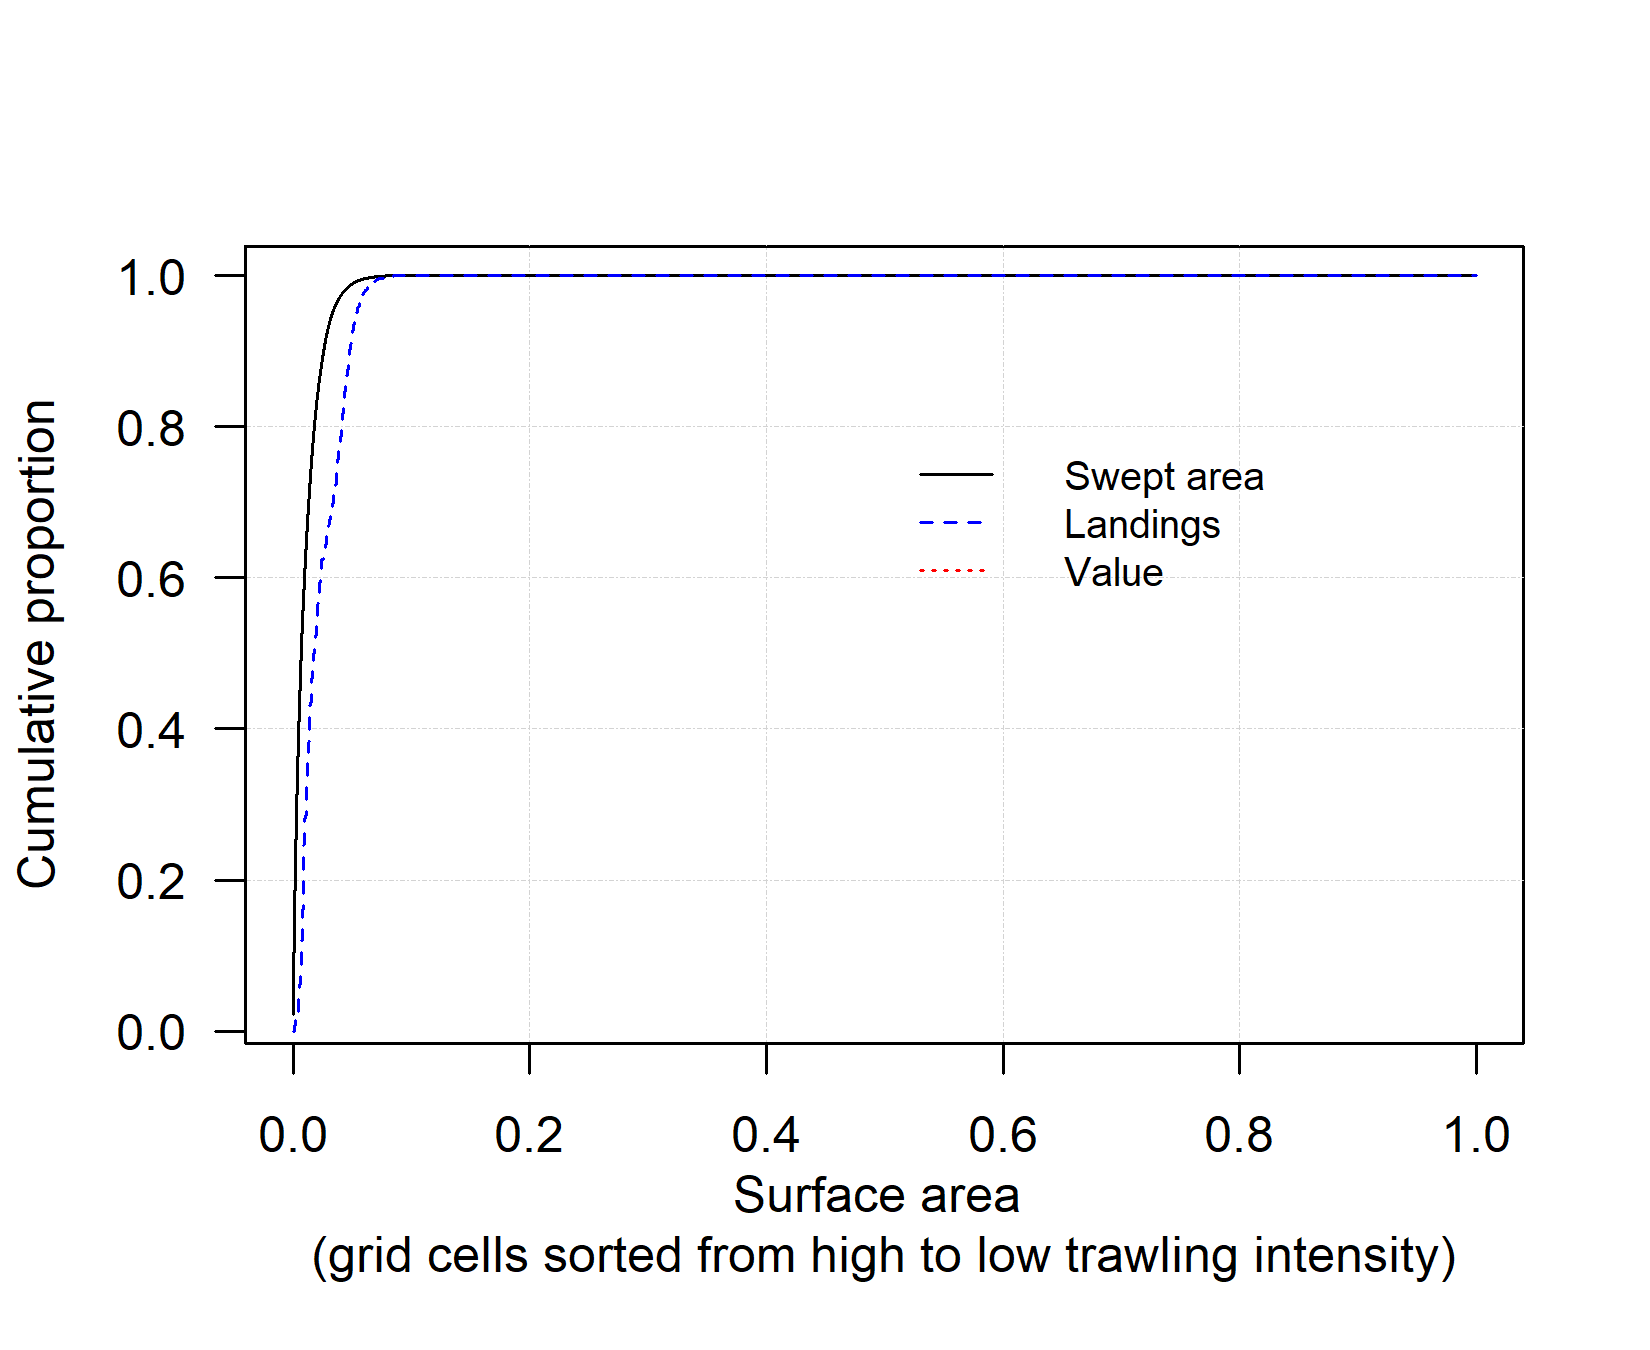 1.0
0.8
0.6
0.4
0.2
0.0
Cumulative proportion
Swept area
Landings
Value
0.0 0.2 0.4 0.6 0.8 1.0
Surface area
(grid cells sorted from high to low trawling intensity)